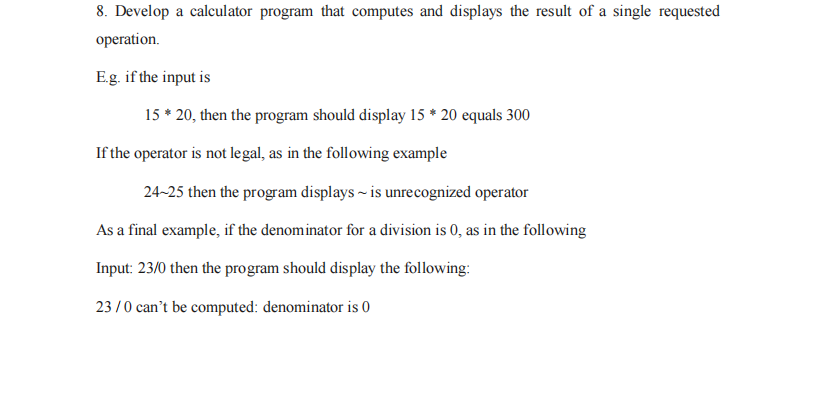 8. Develop a calculator program that computes and displays the result of a single requested
operation.
E.g. if the input is
15 * 20, then the program should display 15 * 20 equals 300
If the operator is not legal, as in the following example
24~25 then the program displays ~ is unrecognized operator
As a final example, if the denominator for a division is 0, as in the following
Input: 23/0 then the program should display the following:
23 / 0 can’t be computed: denominator is 0